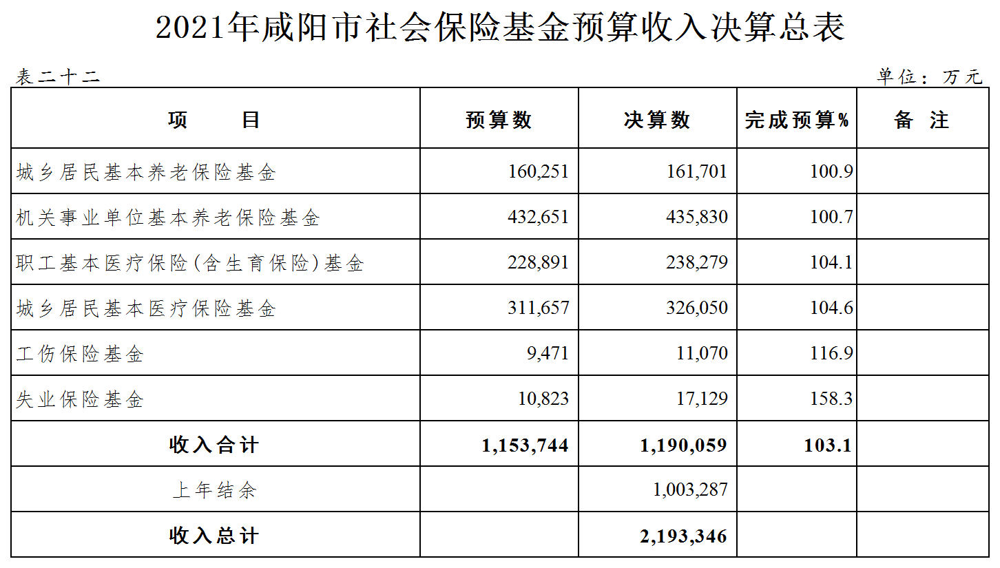 2021年咸阳市社会保险基金预算收入决算总表
表二十二 单位：万元
项 目 预算数 决算数 完成预算% 备 注
城乡居民基本养老保险基金 160,251 161,701 100.9
机关事业单位基本养老保险基金 432,651 435,830 100.7
职工基本医疗保险(含生育保险)基金 228,891 238,279 104.1
城乡居民基本医疗保险基金 311,657 326,050 104.6
工伤保险基金 9,471 11,070 116.9
失业保险基金 10,823 17,129 158.3
收入合计 1,153,744 1,190,059 103.1
上年结余 1,003,287
收入总计 2,193,346